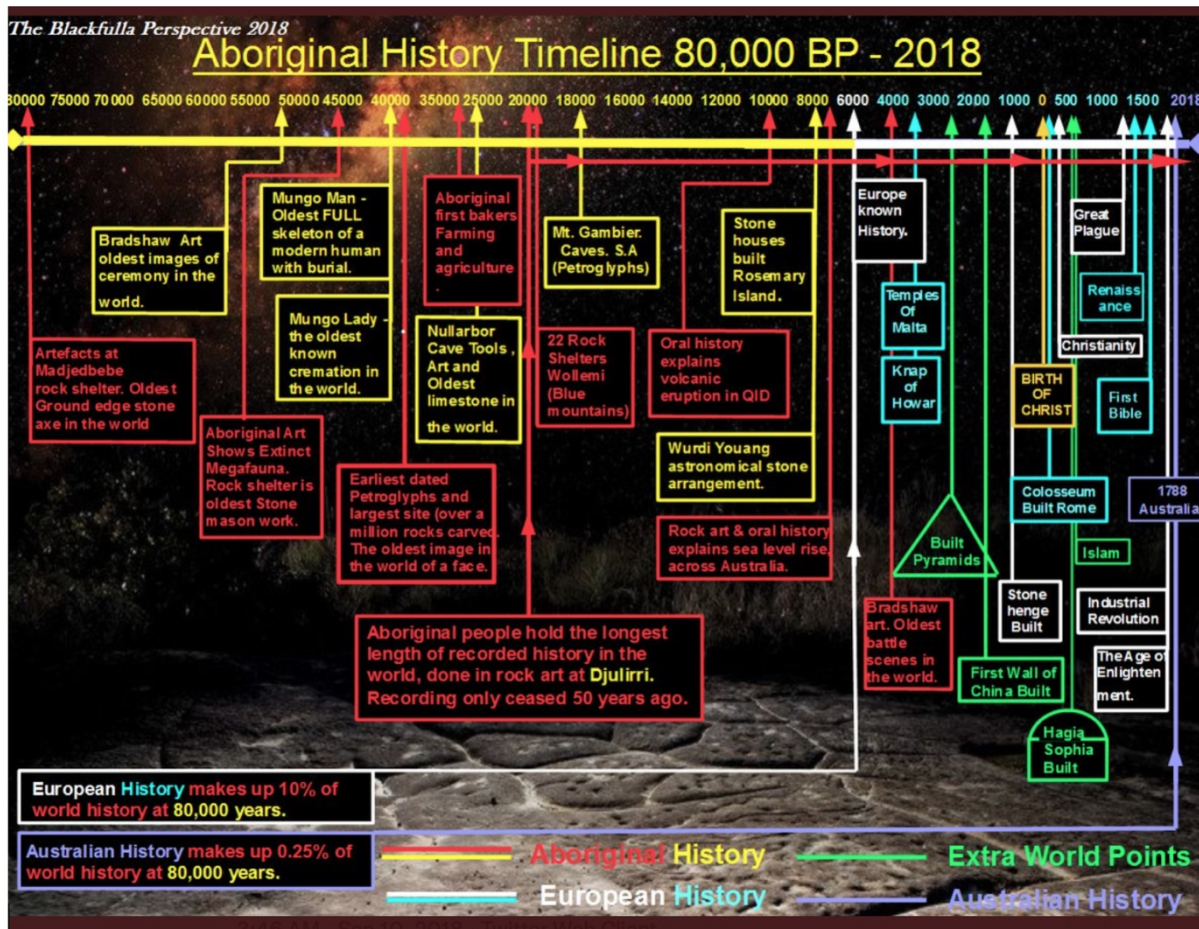 The Blackfulla Perspective 2018
Aboriginal History Timeline 80,000 BP - 2018
80000 75000 70 000 65000 60000 55000 50000 45000 40000 35000 25000 20000 18000 16000 14000 12000 10000 8000 6000 4000 3000 2000 1000 0 500 1000 1500 2018
Bradshaw Art
oldest images of
ceremony in the
world.
Mungo Man -
Oldest FULL
skeleton of a
modern human
with burial.
Mungo Lady -
the oldest
known
cremation in
the world.
Aboriginal
first bakers
Farming
and
agriculture
.
Mt. Gambier.
Caves. S.A
(Petroglyphs)
Stone
houses
built
Rosemary
Island.
Europe
known
History.
Great
Plague
Temples
Of
Malta
Renaiss
ance
Artefacts at
Madjedbebe
rock shelter. Oldest
Ground edge stone
axe in the world
Nullarbor
Cave Tools ,
Art and
Oldest
limestone in
the world.
22 Rock
Shelters
Wollemi
(Blue
mountains)
Oral history
explains
volcanic
eruption in QlD
Christianity
Knap
of
Howar
BIRTH
OF
CHRIST
First
Bible
Aboriginal Art
Shows Extinct
Megafauna.
Rock shelter is
oldest Stone
mason work.
Earliest dated
Petroglyphs and
largest site (over a
million rocks carved.
The oldest image in
the world of a face.
Wurdi Youang
astronomical stone
arrangement.
Rock art & oral history
explains sea level rise,
across Australia.
Colosseum
Built Rome
1788
Australia
Built
Pyramids
Islam
Stone
henge
Built
Industrial
Revolution
Bradshaw
art. Oldest
battle
scenes in
the world.
The Age of
Enlighten
ment.
First Wall of
China Built
Hagia
Sophia
Built
Aboriginal people hold the longest
length of recorded history in the
world, done in rock art at Djulirri.
Recording only ceased 50 years ago.
European History makes up 10% of
world history at 80,000 years.
Australian History makes up 0.25% of
world history at 80,000 years.
Aboriginal History
Extra World Points
European History
Australian History